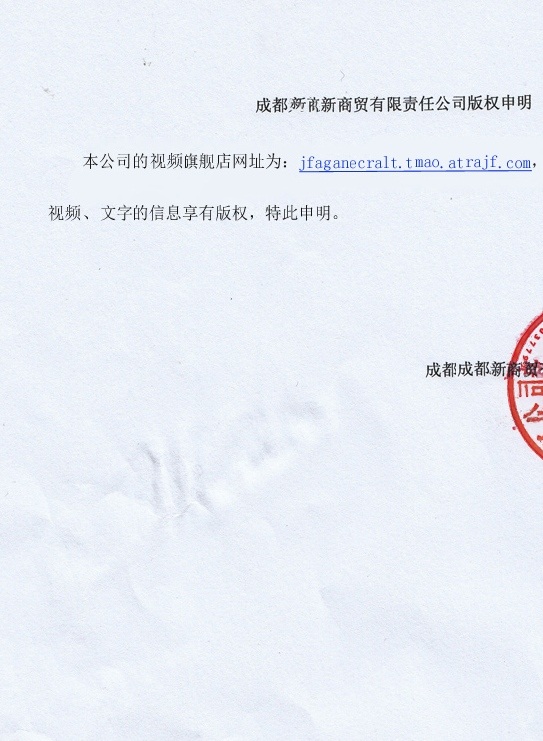 成都新高新商贸有限责任公司版权申明
本公司的视频旗舰店网址为：jfaganecralt.tmao.atrajf.com，
视频、文字的信息享有版权，特此申明。
成都成都新商贸